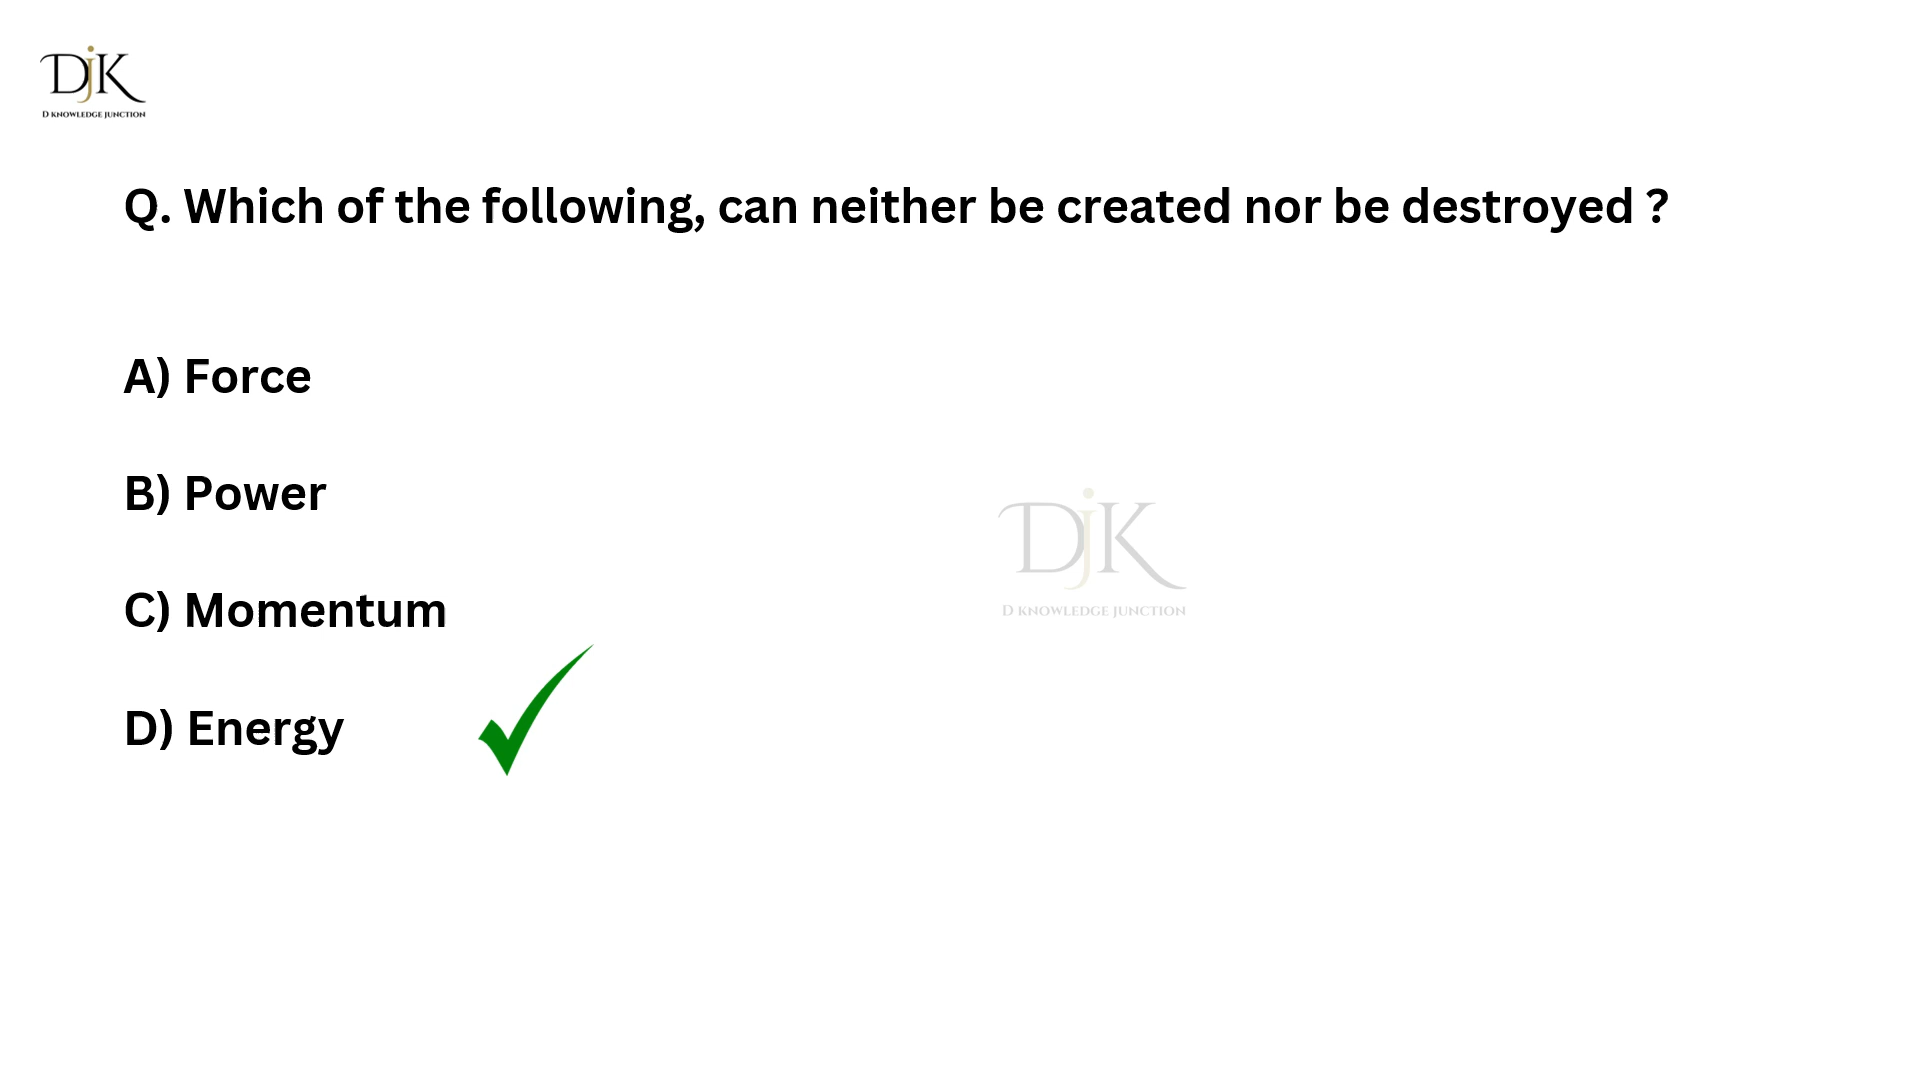 DjK
D KNOWLEDGE JUNCTION
Q. Which of the following, can neither be created nor be destroyed ?
A) Force
B) Power
C) Momentum
D) Energy
DjK
D KNOWLEDGE JUNCTION